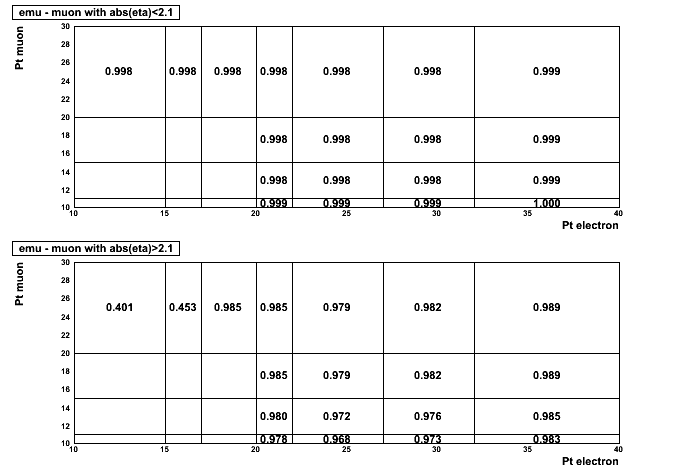 emu - muon with abs(eta)<2.1
Pt muon
30
28
26
0.998 0.998 0.998 0.998 0.998 0.998 0.999
24
22
20
18
0.998 0.998 0.998 0.999
16
14
0.998 0.998 0.998 0.999
12
0.999 0.999 0.999 1.000
10
10 15 20 25 30 35 40
Pt electron
emu - muon with abs(eta)>2.1
Pt muon
30
28
26
0.401 0.453 0.985 0.985 0.979 0.982 0.989
24
22
20
18
0.985 0.979 0.982 0.989
16
14
0.980 0.972 0.976 0.985
12
0.978 0.968 0.973 0.983
10
10 15 20 25 30 35 40
Pt electron